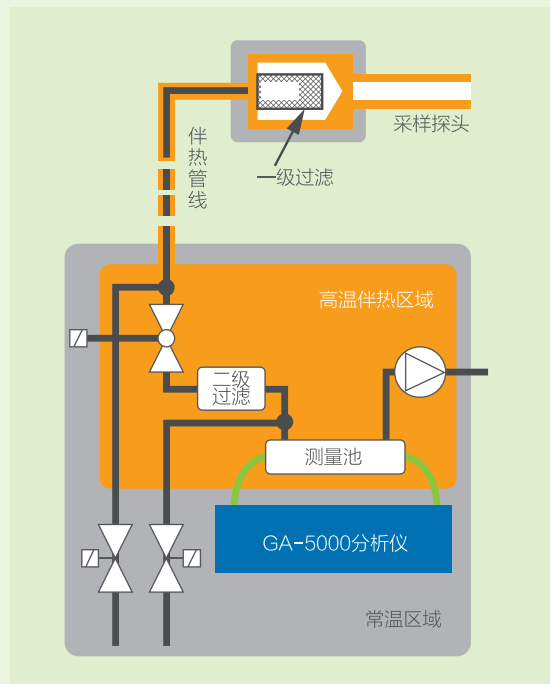 采样探头
伴热管线
一级过滤
高温伴热区域
二级
过滤
测量池
GA-5000分析仪
常温区域